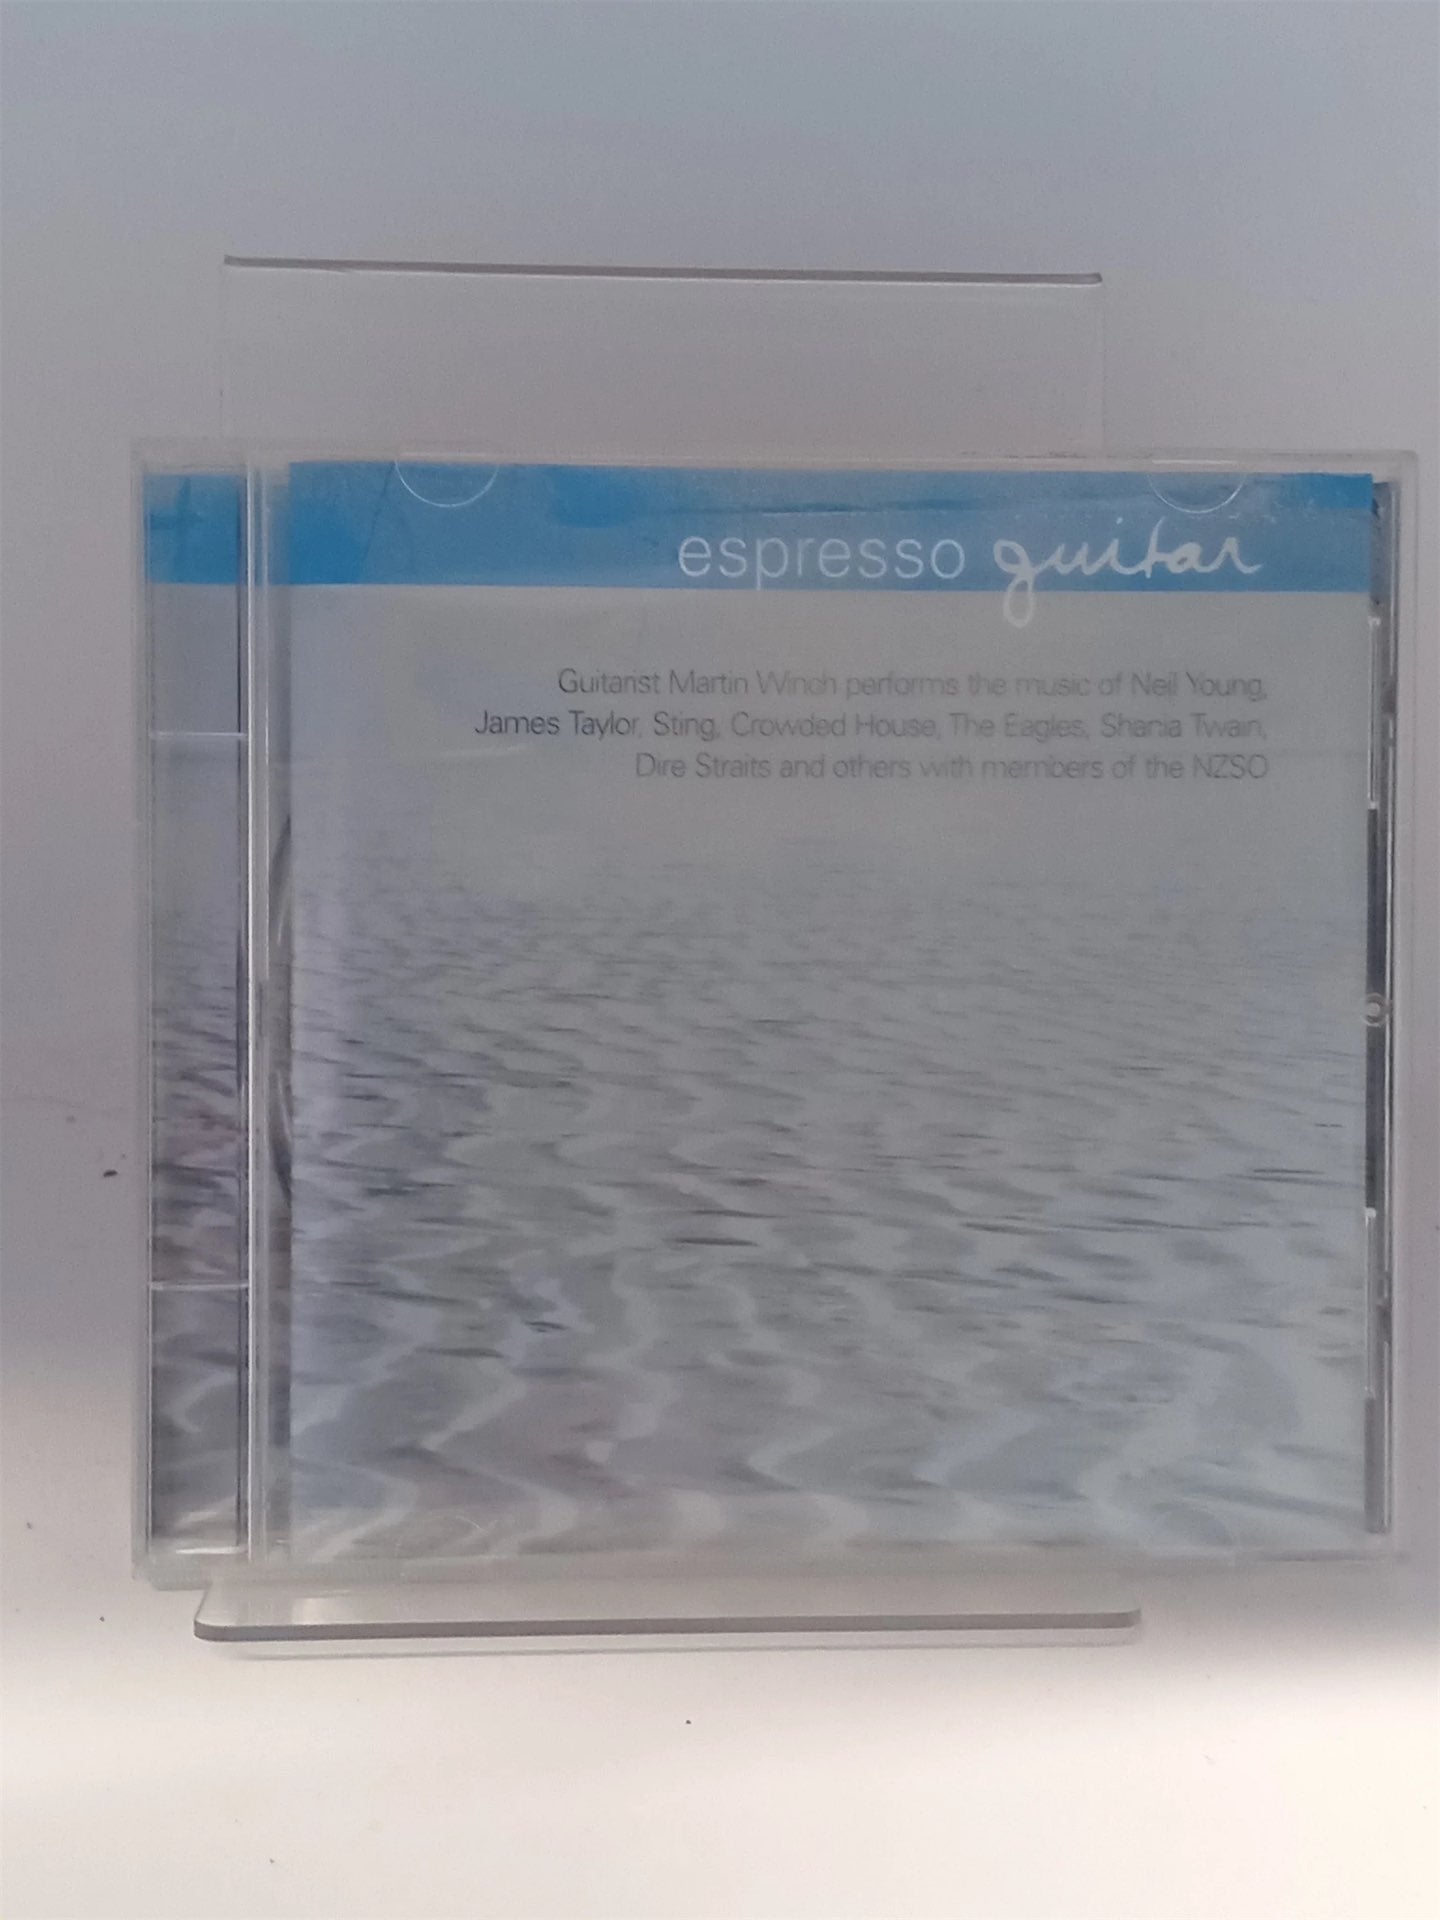 espresso guitar
Guitarist Martin Winch performs the music of Neil Young,
James Taylor, Sting, Crowded House, The Eagles, Shania Twain,
Dire Straits and others with members of the NZSO